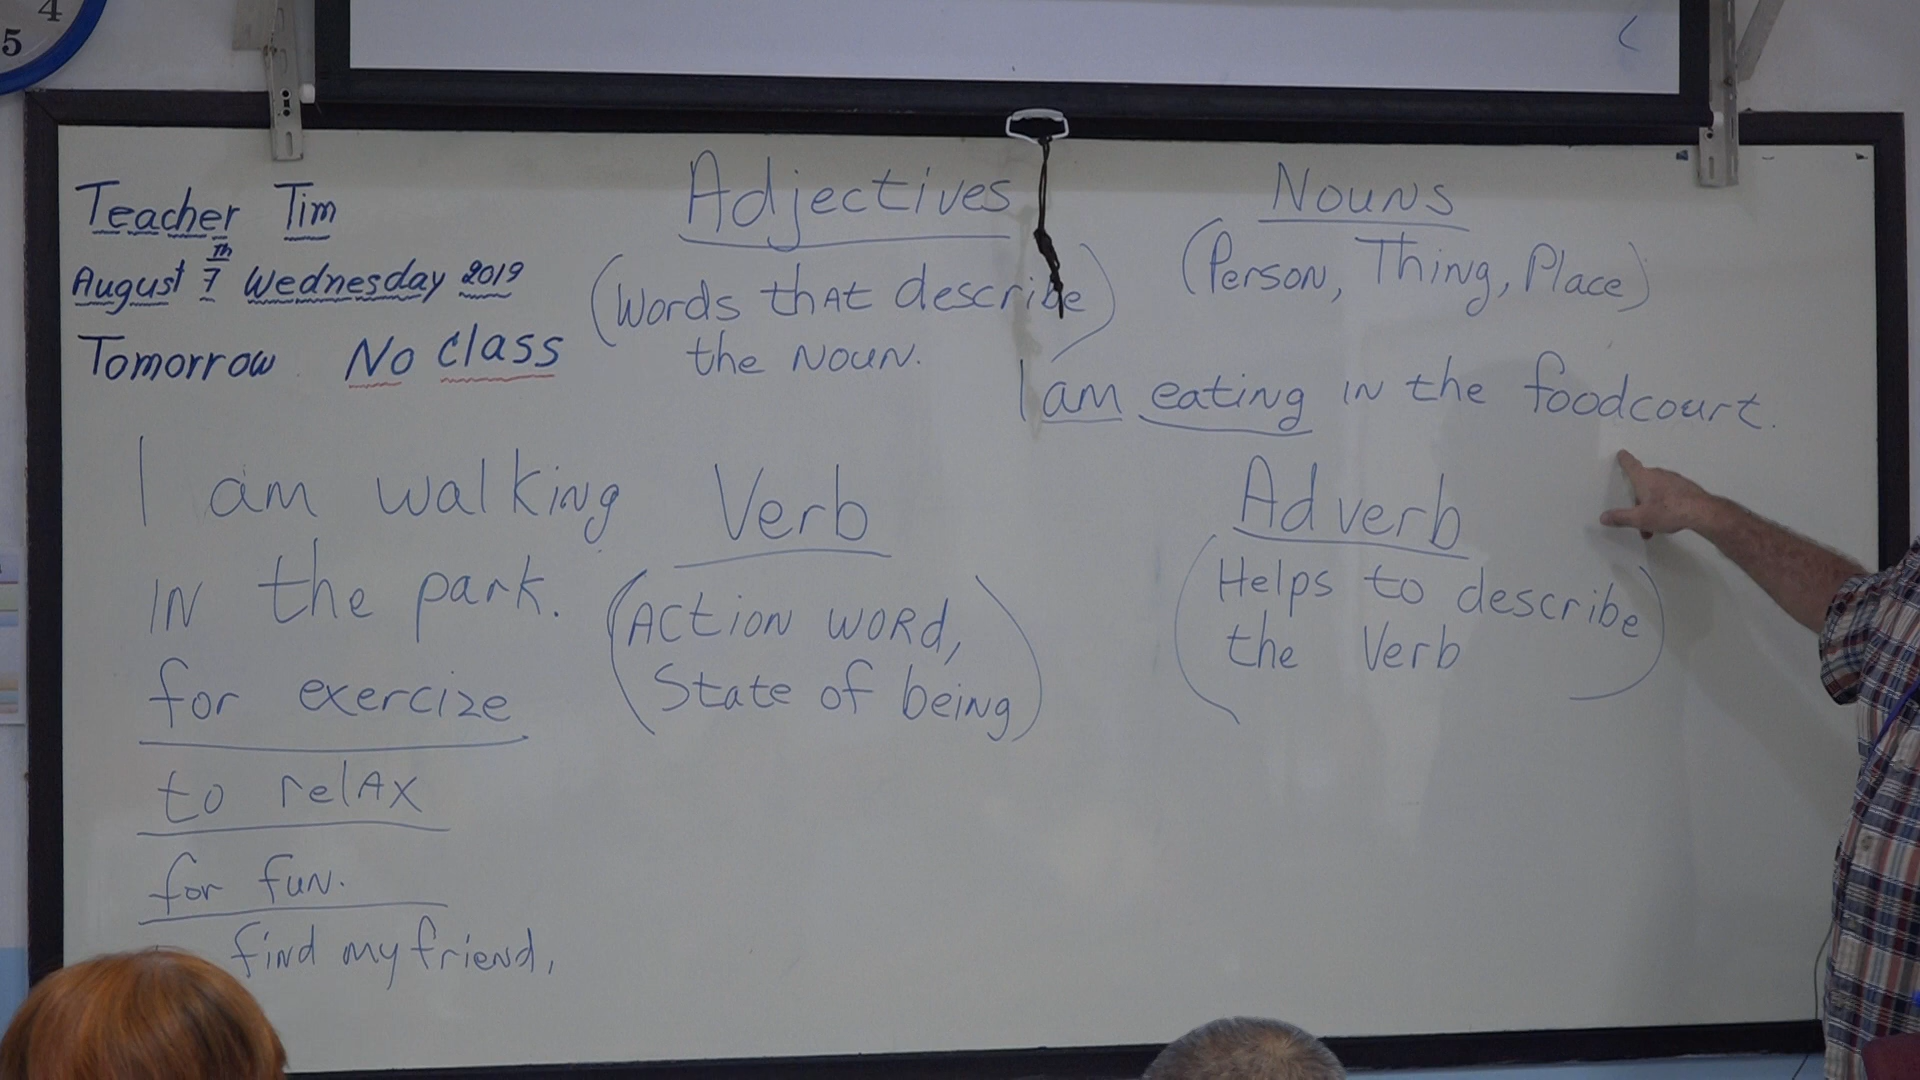 4
5
Teacher Tim
August 7th Wednesday 2019
Tomorrow No class
Adjectives
(Words that describe)
the Noun.
Nouns
(Person, Thing, Place)
I am eating in the foodcourt.
I am walking
in the park.
for exercize
to relax
for fun.
find my friend,
Verb
(Action word,
State of being)
Adverb
(Helps to describe
the Verb)